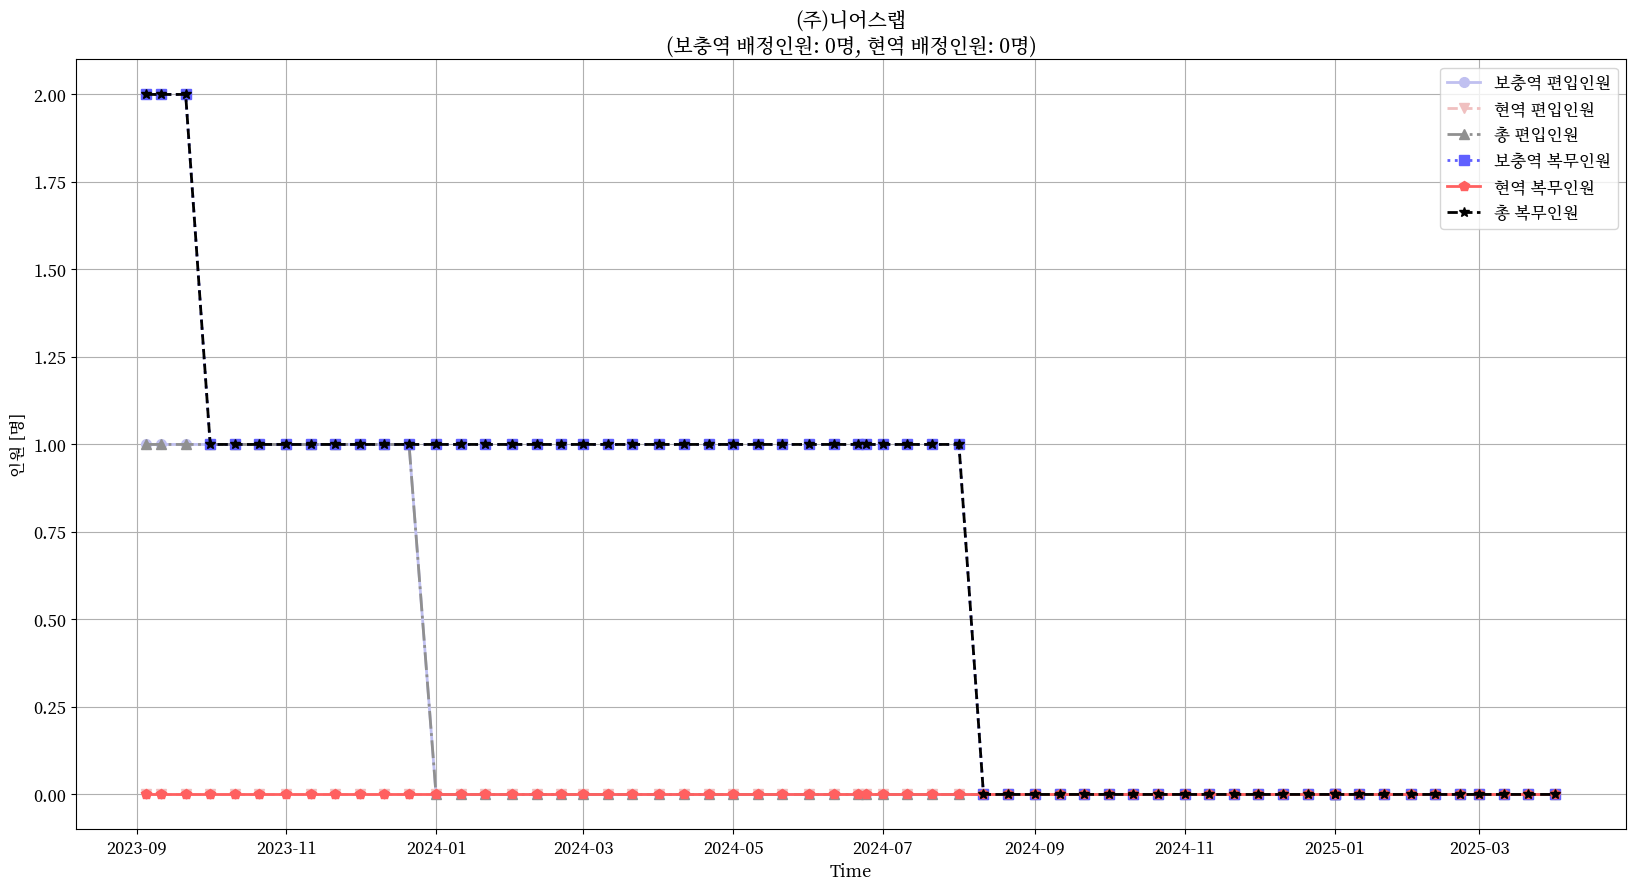 (주)니어스랩
(보충역 배정인원: 0명, 현역 배정인원: 0명)
보충역 편입인원
현역 편입인원
총 편입인원
보충역 복무인원
현역 복무인원
총 복무인원
인원 [명]
2.00
1.75
1.50
1.25
1.00
0.75
0.50
0.25
0.00
2023-09 2023-11 2024-01 2024-03 2024-05 2024-07 2024-09 2024-11 2025-01 2025-03
Time